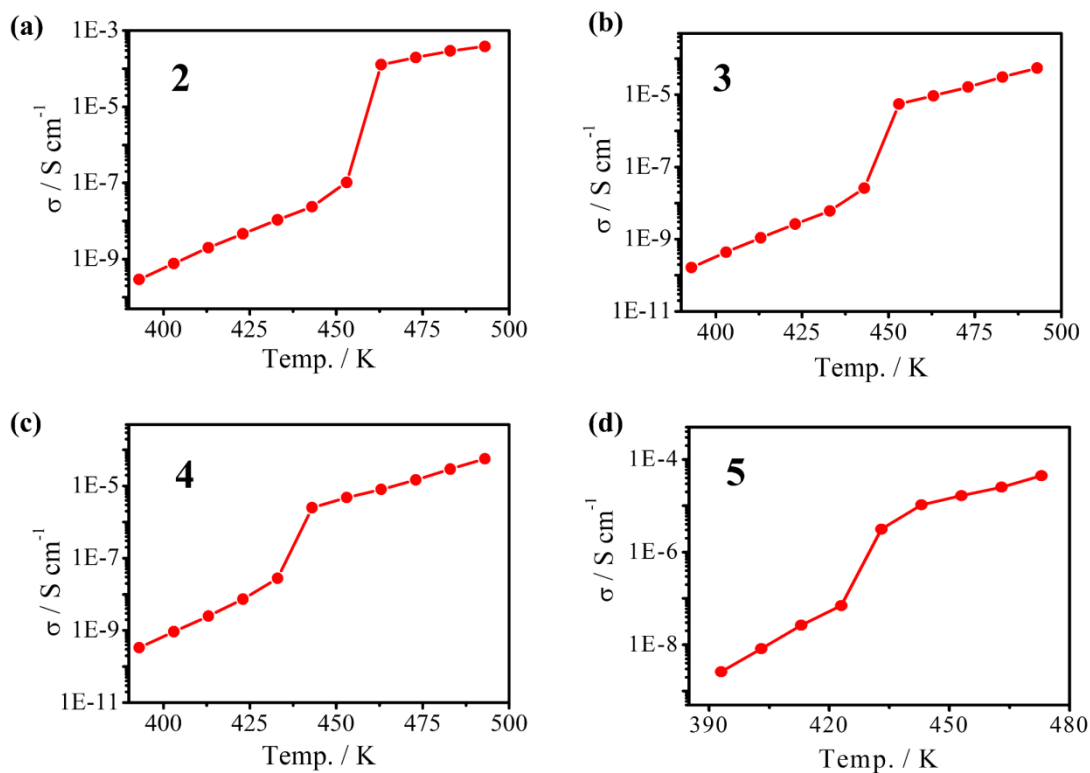 (a)
2
1E-3
1E-5
1E-7
1E-9
σ / S cm⁻¹
400 425 450 475 500
Temp. / K
(b)
3
1E-5
1E-7
1E-9
1E-11
σ / S cm⁻¹
400 425 450 475 500
Temp. / K
(c)
4
1E-5
1E-7
1E-9
1E-11
σ / S cm⁻¹
400 425 450 475 500
Temp. / K
(d)
5
1E-4
1E-6
1E-8
σ / S cm⁻¹
390 420 450 480
Temp. / K